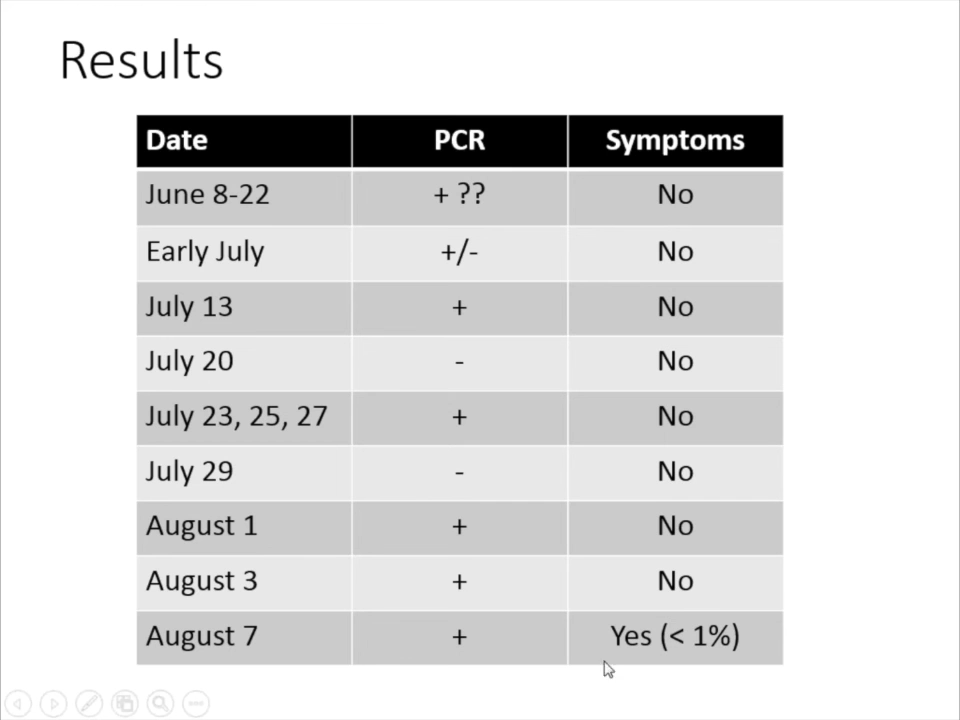 Results
Date PCR Symptoms
June 8-22 + ?? No
Early July +/- No
July 13 + No
July 20 - No
July 23, 25, 27 + No
July 29 - No
August 1 + No
August 3 + No
August 7 + Yes (< 1%)